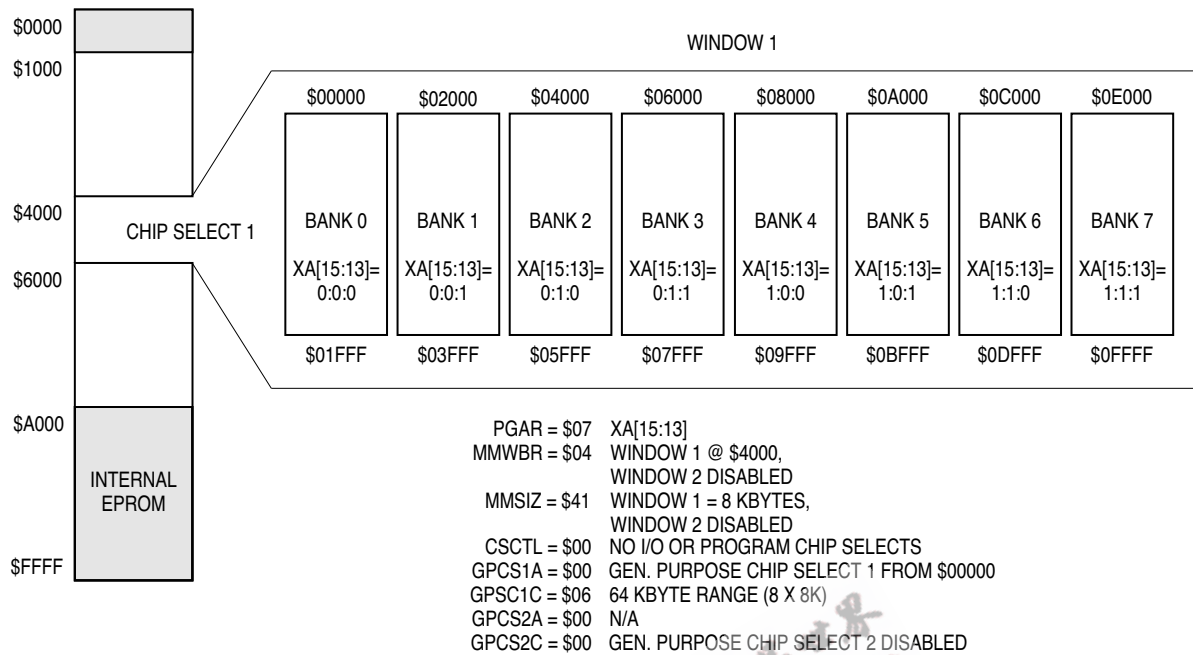 $0000
$1000
$4000
$6000
$A000
$FFFF
INTERNAL
EPROM
CHIP SELECT 1
WINDOW 1
$00000 $02000 $04000 $06000 $08000 $0A000 $0C000 $0E000
BANK 0 BANK 1 BANK 2 BANK 3 BANK 4 BANK 5 BANK 6 BANK 7
XA[15:13]= XA[15:13]= XA[15:13]= XA[15:13]= XA[15:13]= XA[15:13]= XA[15:13]= XA[15:13]=
0:0:0 0:0:1 0:1:0 0:1:1 1:0:0 1:0:1 1:1:0 1:1:1
$01FFF $03FFF $05FFF $07FFF $09FFF $0BFFF $0DFFF $0FFFF
PGAR = $07 XA[15:13]
MMWBR = $04 WINDOW 1 @ $4000,
WINDOW 2 DISABLED
MMSIZ = $41 WINDOW 1 = 8 KBYTES,
WINDOW 2 DISABLED
CSCTL = $00 NO I/O OR PROGRAM CHIP SELECTS
GPCS1A = $00 GEN. PURPOSE CHIP SELECT 1 FROM $00000
GPSC1C = $06 64 KBYTE RANGE (8 X 8K)
GPCS2A = $00 N/A
GPCS2C = $00 GEN. PURPOSE CHIP SELECT 2 DISABLED